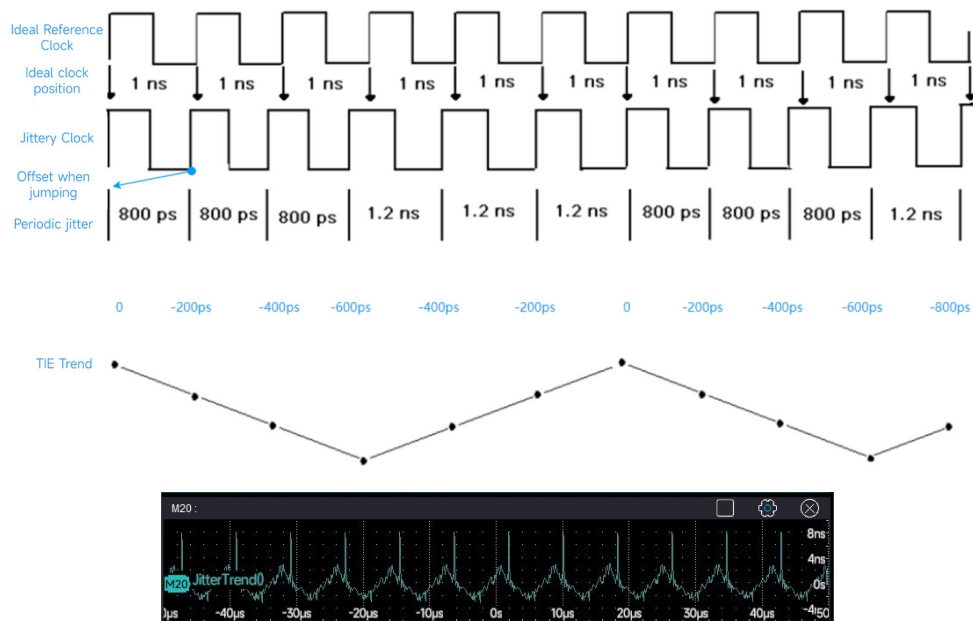 Ideal Reference
Clock
Ideal clock
position
1 ns 1 ns 1 ns 1 ns 1 ns 1 ns 1 ns 1 ns 1 ns 1 ns
Jittery Clock
Offset when
jumping
Periodic jitter
800 ps 800 ps 800 ps 1.2 ns 1.2 ns 1.2 ns 800 ps 800 ps 800 ps 1.2 ns
0 -200ps -400ps -600ps -400ps -200ps 0 -200ps -400ps -600ps -800ps
TIE Trend
M20 :
8ns
4ns
M20 JitterTrend() 0s
μs -40μs -30μs -20μs -10μs 0s 10μs 20μs 30μs 40μs -4 50